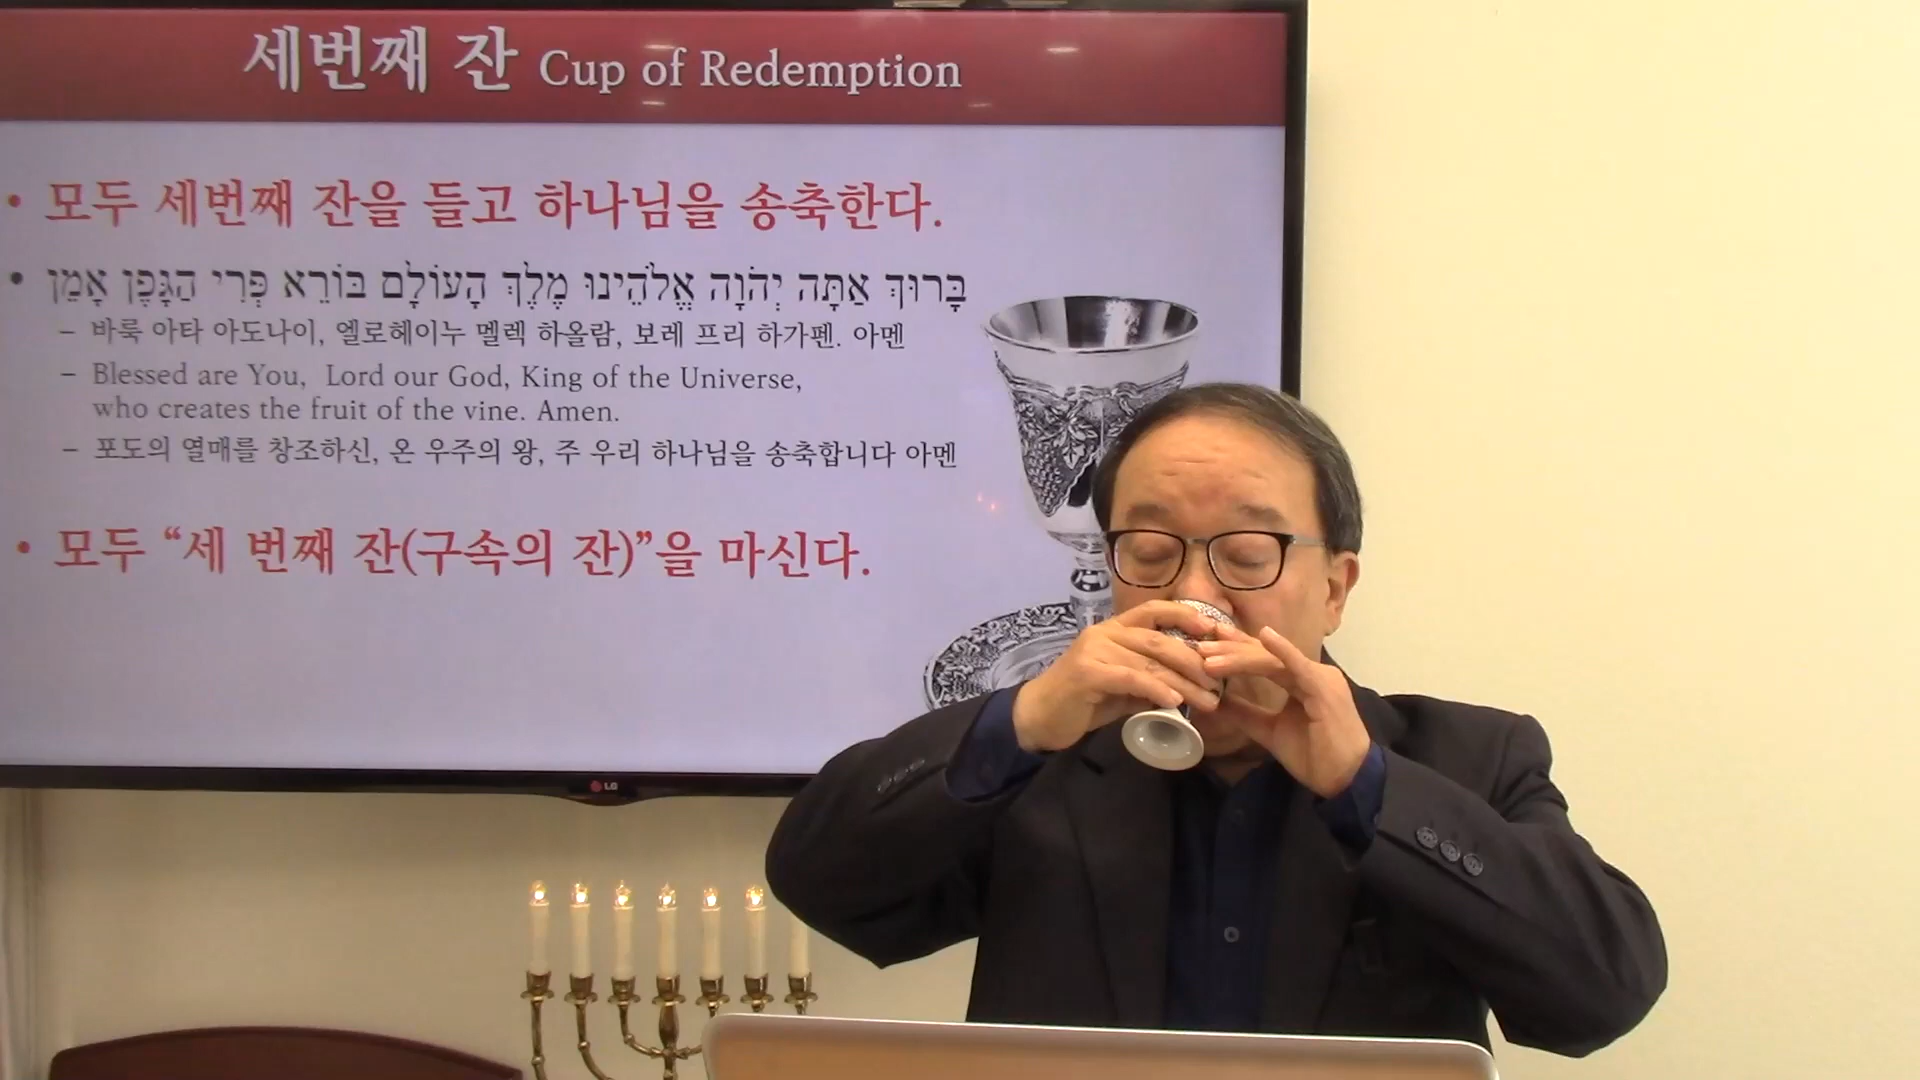 세번째 잔 Cup of Redemption
• 모두 세번째 잔을 들고 하나님을 송축한다.
• בָּרוּךְ אַתָּה יְהֹוָה אֱלֹהֵינוּ מֶלֶךְ הָעוֹלָם בּוֹרֵא פְּרִי הַגָּפֶן אָמֵן
–바룩 아타 아도나이, 엘로헤이누 멜렉 하올람, 보레 프리 하가펜. 아멘
– Blessed are You, Lord our God, King of the Universe,
who creates the fruit of the vine. Amen.
– 포도의 열매를 창조하신, 온 우주의 왕, 주 우리 하나님을 송축합니다 아멘
• 모두 “세 번째 잔(구속의 잔)”을 마신다.
LG